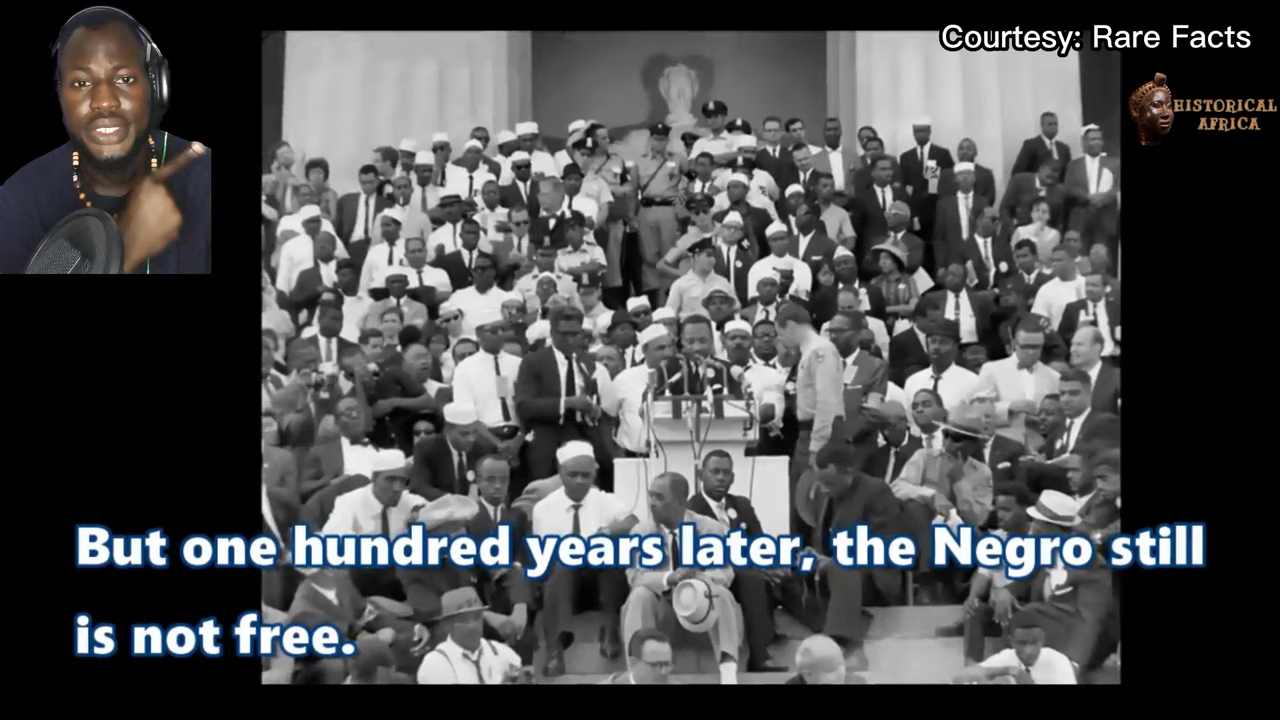 Courtesy: Rare Facts
HISTORICAL
AFRICA
But one hundred years later, the Negro still
is not free.